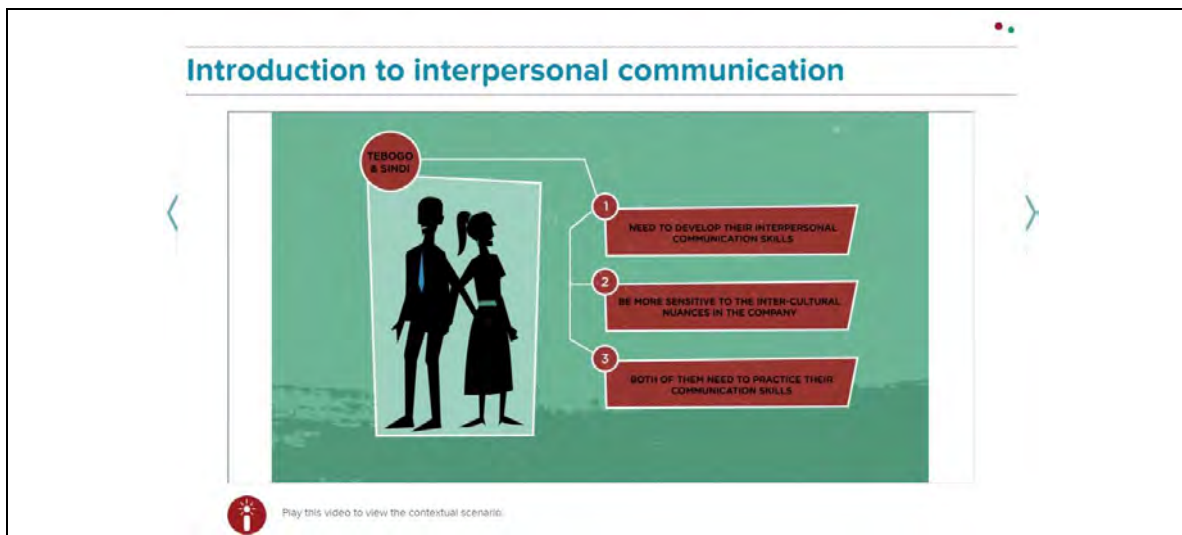 Introduction to interpersonal communication
TEBOGO
& SINDI
1
NEED TO DEVELOP THEIR INTERPERSONAL
COMMUNICATION SKILLS
2
BE MORE SENSITIVE TO THE INTER-CULTURAL
NUANCES IN THE COMPANY
3
BOTH OF THEM NEED TO PRACTICE THEIR
COMMUNICATION SKILLS
Play this video to view the contextual scenario.